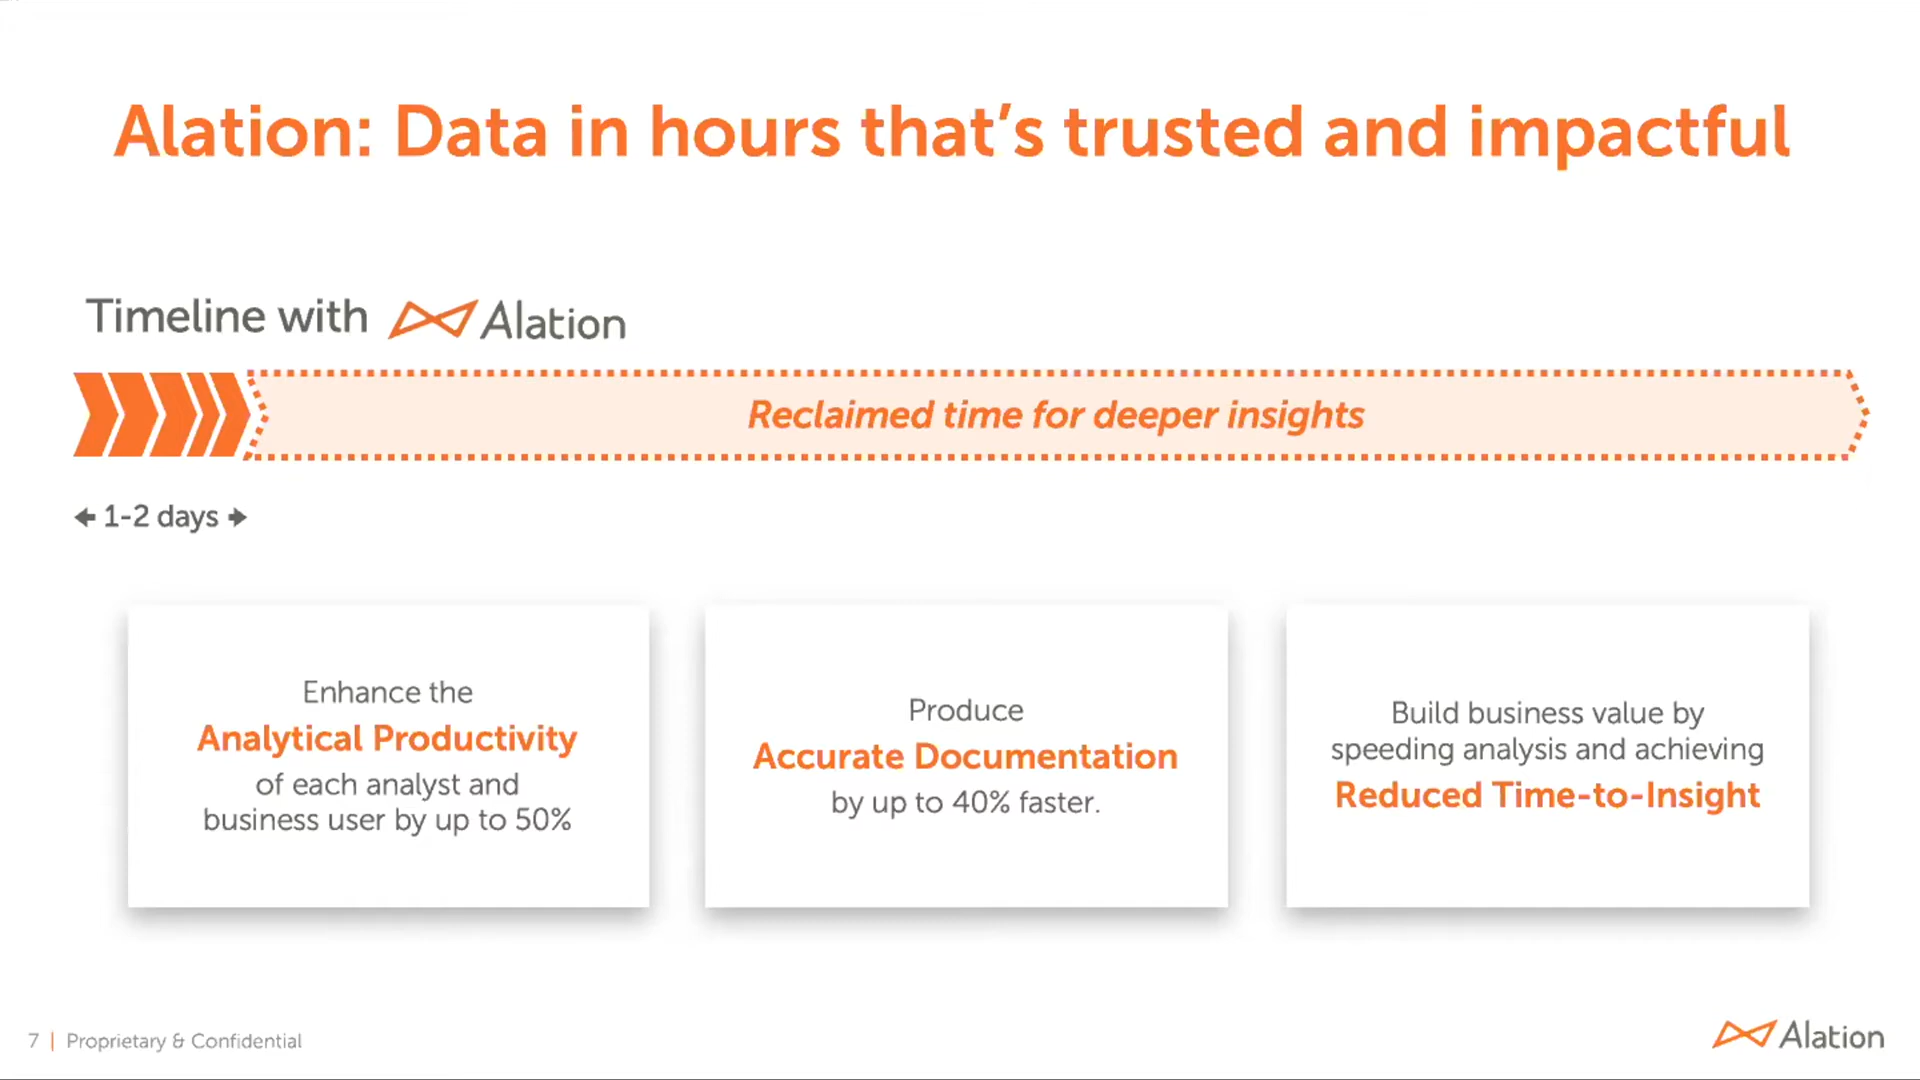 Alation: Data in hours that's trusted and impactful
Timeline with Alation
Reclaimed time for deeper insights
1-2 days
Enhance the
Analytical Productivity
of each analyst and
business user by up to 50%
Produce
Accurate Documentation
by up to 40% faster.
Build business value by
speeding analysis and achieving
Reduced Time-to-Insight
7 | Proprietary & Confidential
Alation